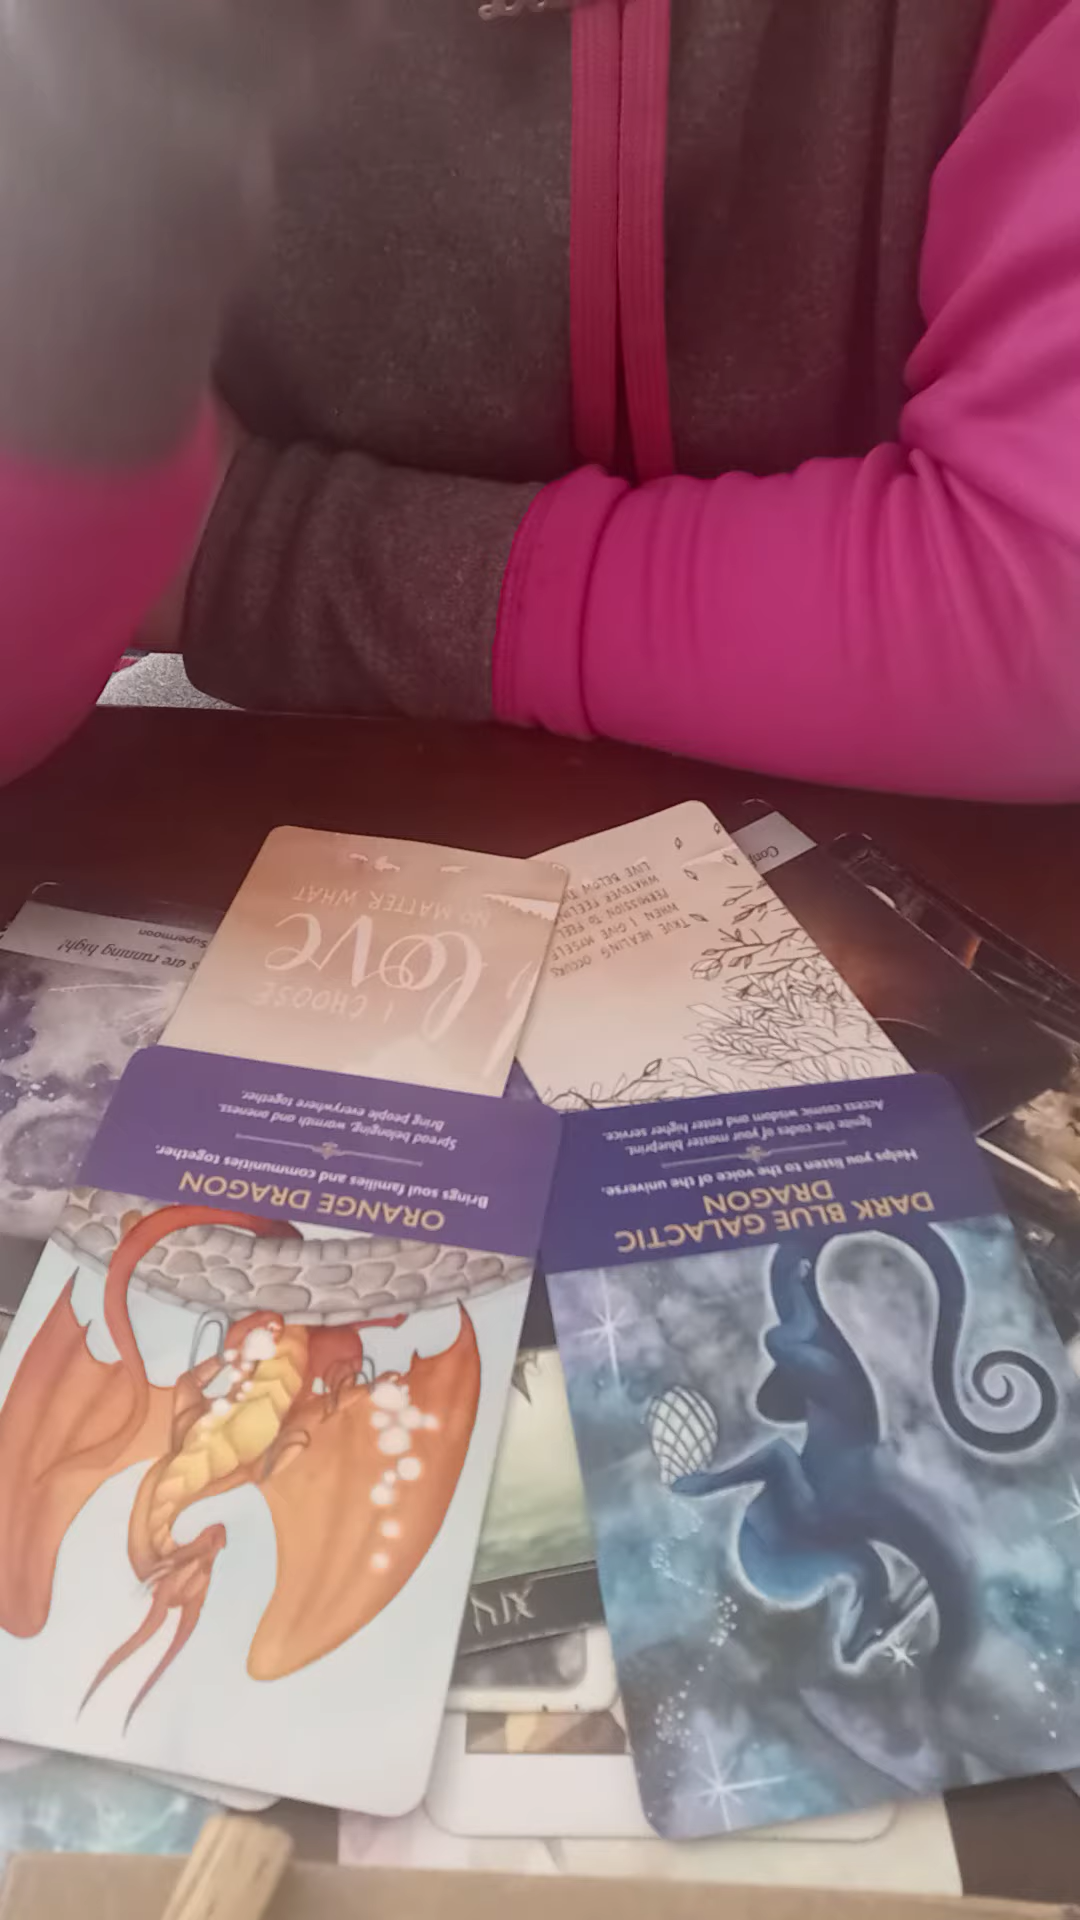 I CHOOSE
love
NO MATTER WHAT
TRUE HEALING OCCURS
WHEN I GIVE MYSELF
PERMISSION TO FEEL
WHATEVER
LIVE BELOW
are running high!
Supermoon
ORANGE DRAGON
Brings soul families and communities together.
Spread belonging, warmth and oneness.
Bring people everywhere together.
DARK BLUE GALACTIC
DRAGON
Helps you listen to the voice of the universe.
Ignite the codes of your master blueprint.
Access cosmic wisdom and enter higher service.